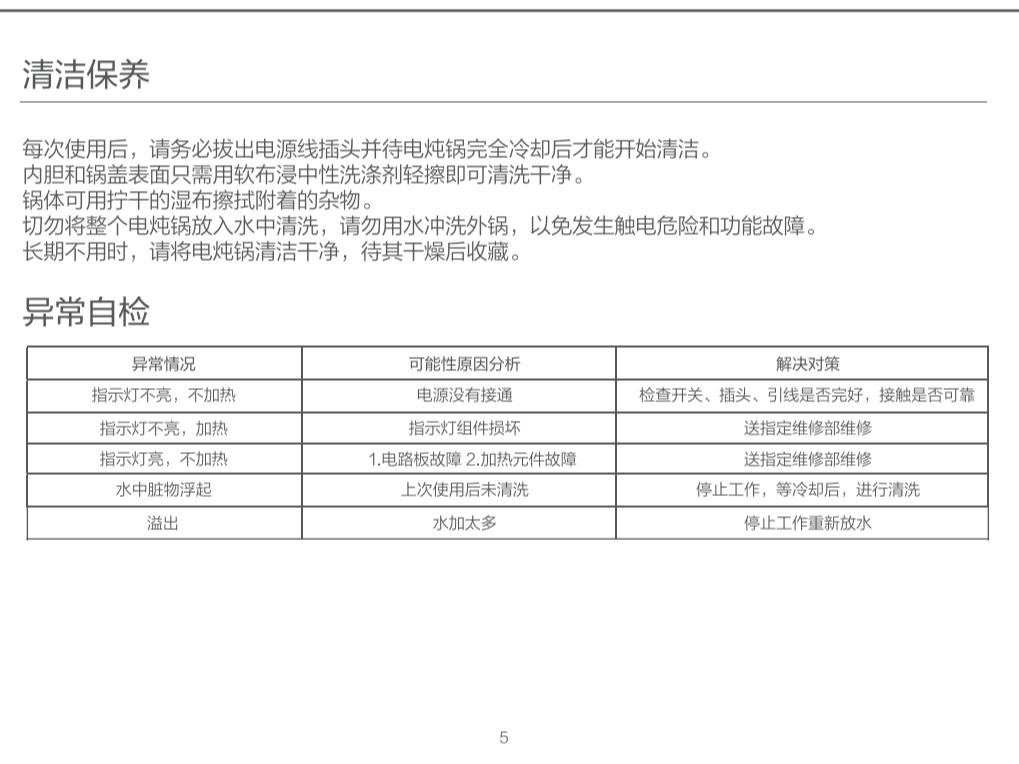 清洁保养
每次使用后，请务必拔出电源线插头并待电炖锅完全冷却后才能开始清洁。
内胆和锅盖表面只需用软布浸中性洗涤剂轻擦即可清洗干净。
锅体可用拧干的湿布擦拭附着的杂物。
切勿将整个电炖锅放入水中清洗，请勿用水冲洗外锅，以免发生触电危险和功能故障。
长期不用时，请将电炖锅清洁干净，待其干燥后收藏。
异常自检
异常情况 可能性原因分析 解决对策
指示灯不亮，不加热 电源没有接通 检查开关、插头、引线是否完好，接触是否可靠
指示灯不亮，加热 指示灯组件损坏 送指定维修部维修
指示灯亮，不加热 1.电路板故障 2.加热元件故障 送指定维修部维修
水中脏物浮起 上次使用后未清洗 停止工作，等冷却后，进行清洗
溢出 水加太多 停止工作重新放水
5